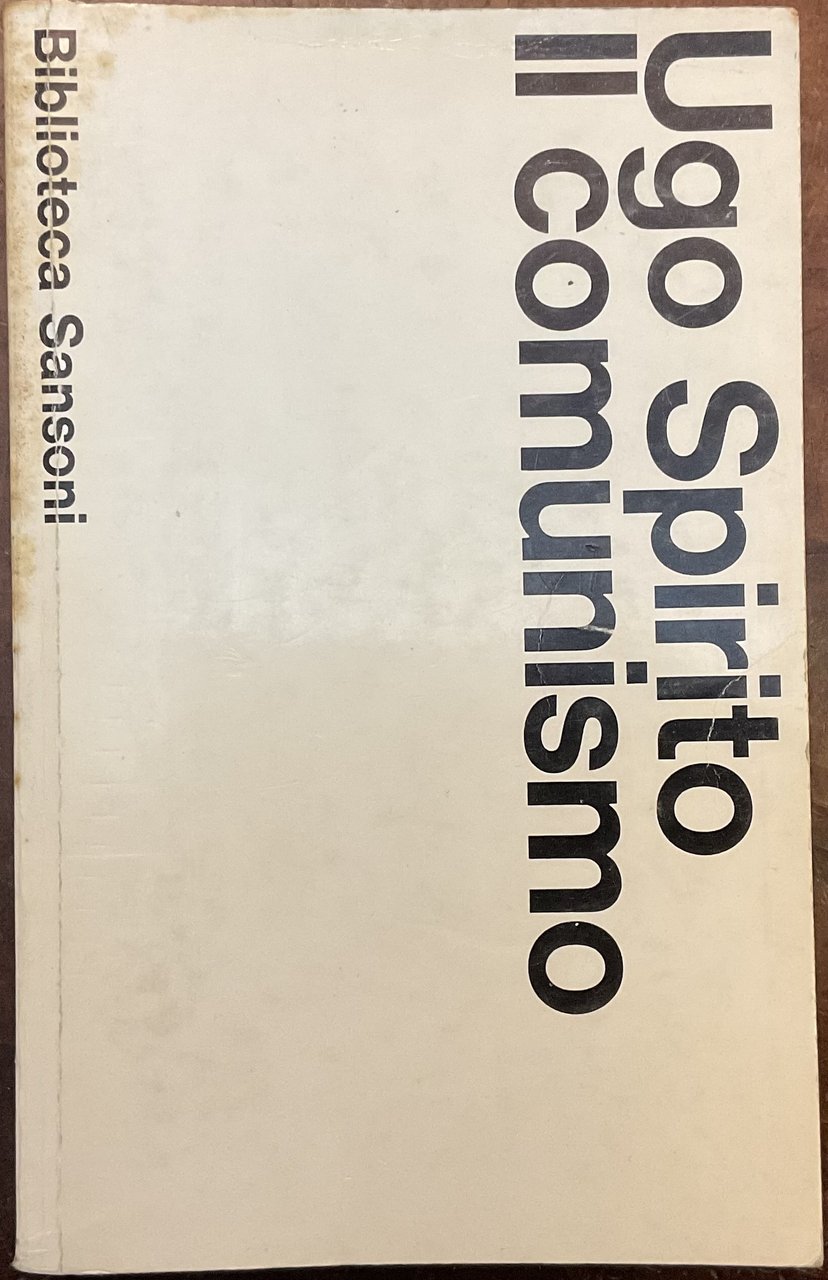 Ugo Spirito
Il comunismo
Biblioteca Sansoni